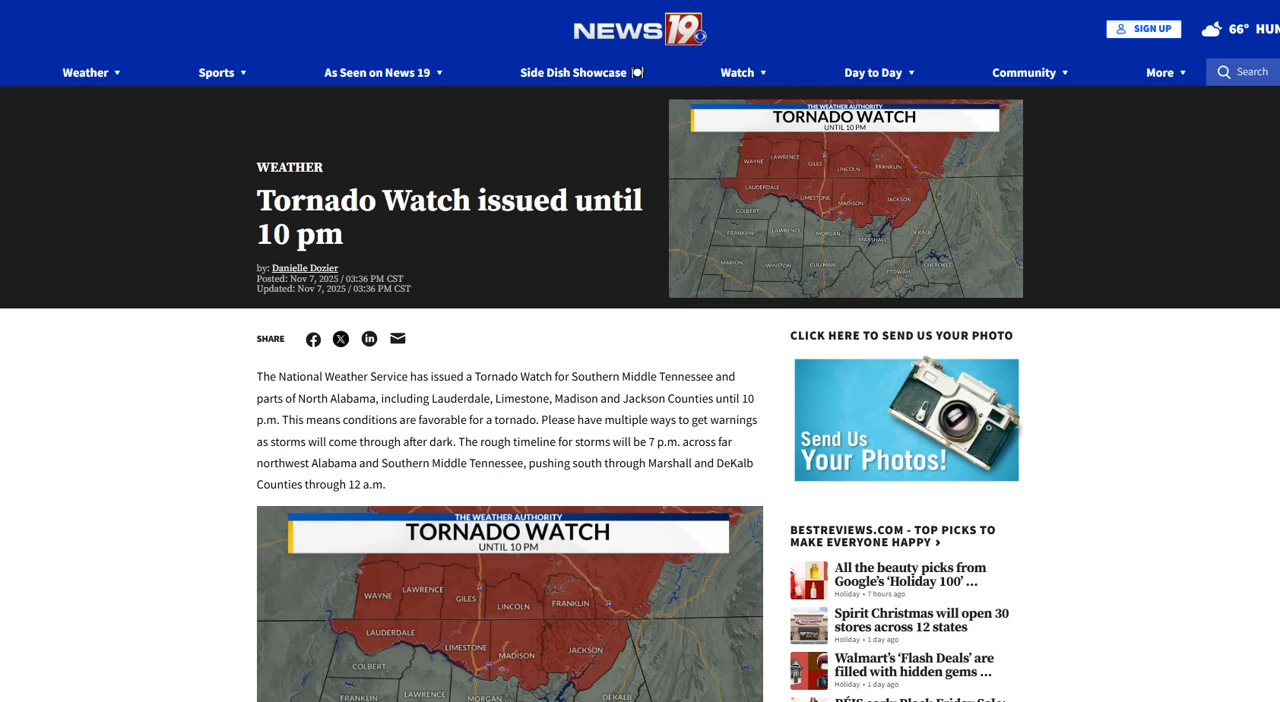 NEWS 19
SIGN UP
66° HUN
Weather
Sports
As Seen on News 19
Side Dish Showcase
Watch
Day to Day
Community
More
Search
WEATHER
Tornado Watch issued until
10 pm
by: Danielle Dozier
Posted: Nov 7, 2025 / 03:36 PM CST
Updated: Nov 7, 2025 / 03:36 PM CST
THE WEATHER AUTHORITY
TORNADO WATCH
UNTIL 10 PM
WAYNE
LAWRENCE
GILES
LINCOLN
FRANKLIN
LAUDERDALE
LIMESTONE
MADISON
JACKSON
COLBERT
FRANKLIN
LAWRENCE
MORGAN
MARSHALL
DEKALB
MARION
WINSTON
CULLMAN
ETOWAH
CHEROKEE
SHARE
The National Weather Service has issued a Tornado Watch for Southern Middle Tennessee and
parts of North Alabama, including Lauderdale, Limestone, Madison and Jackson Counties until 10
p.m. This means conditions are favorable for a tornado. Please have multiple ways to get warnings
as storms will come through after dark. The rough timeline for storms will be 7 p.m. across far
northwest Alabama and Southern Middle Tennessee, pushing south through Marshall and DeKalb
Counties through 12 a.m.
THE WEATHER AUTHORITY
TORNADO WATCH
UNTIL 10 PM
WAYNE
LAWRENCE
GILES
LINCOLN
FRANKLIN
LAUDERDALE
LIMESTONE
MADISON
JACKSON
COLBERT
FRANKLIN
LAWRENCE
MORGAN
DEKALB
CLICK HERE TO SEND US YOUR PHOTO
Send Us
Your Photos!
BESTREVIEWS.COM - TOP PICKS TO
MAKE EVERYONE HAPPY ›
All the beauty picks from
Google's ‘Holiday 100’ …
Holiday • 7 hours ago
Spirit Christmas will open 30
stores across 12 states
Holiday • 1 day ago
Walmart's ‘Flash Deals’ are
filled with hidden gems …
Holiday • 1 day ago